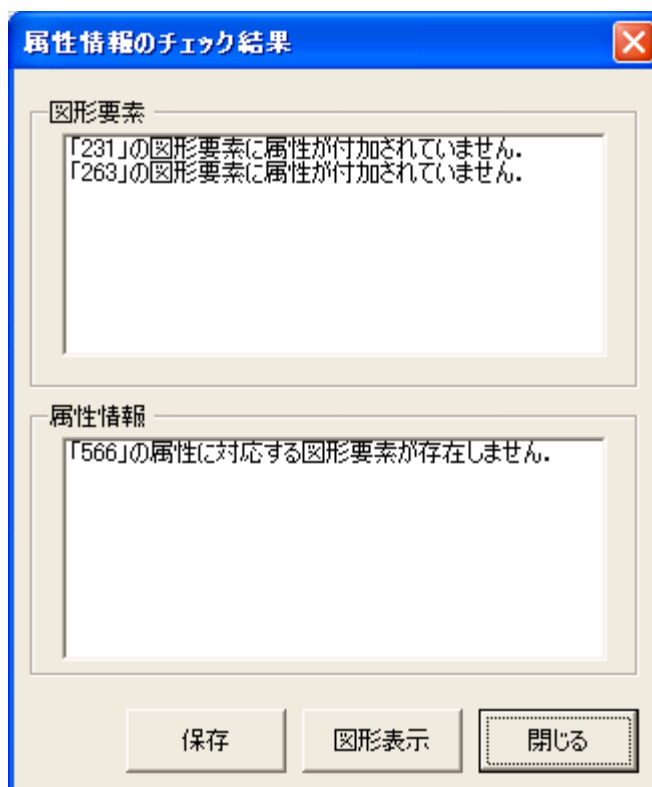 属性情報のチェック結果
図形要素
「231」の図形要素に属性が付加されていません.
「263」の図形要素に属性が付加されていません.
属性情報
「566」の属性に対応する図形要素が存在しません.
保存
図形表示
閉じる